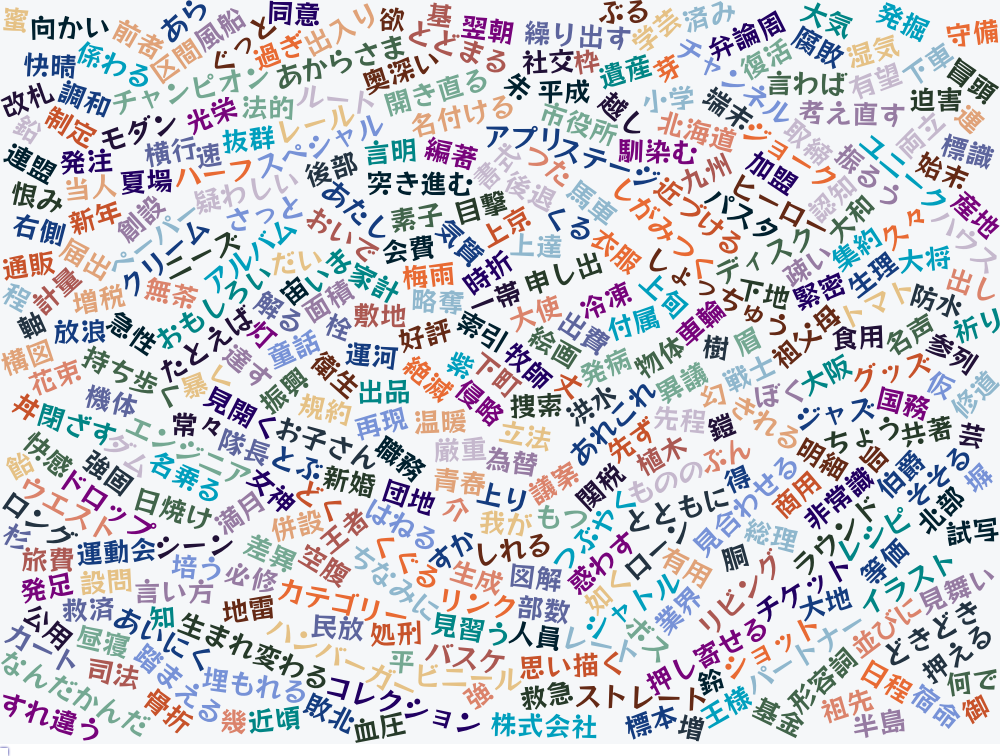 蜜
向かい
前者
区間
風船
あら
ぐっと
同意
過ぎ
出入り
欲
基
とどまる
翌朝
繰り出す
ぶる
学芸
済み
弁論
周
大気
発掘
守備
快晴
係わる
チャンピオン
あからさま
奥深い
開き直る
社交
枠
遺産
芽
チャンネル
復活
腐敗
湿気
有望
下車
冒頭
改札
調和
光栄
法的
ルート
名付ける
朱
平成
越し
小学
端末
言わば
考え直す
迫害
連
鉛
制定
モダン
横行
速
抜群
レール
スペシャル
言明
編著
アプリ
ステージ
市役所
馴染む
北海道
ジョーク
取締
振るう
ユニーク
両立
始末
標識
連盟
発注
夏場
ハーフ
疑わしい
後部
突き進む
式
書
つた
後退
しがみつく
近づける
九州
加盟
ヒーロー
認知
大和
久々
ハウス
産地
恨み
当人
新年
創設
ペーパー
さっと
あたし
素子
目撃
くる
馬車
パスタ
ディスク
疎い
集約
右側
届出
クリニーズム
アルバム
おいで
会費
気質
上京
上達
衣服
しょっちゅう
緊密
生理
大将
出し
通販
計量
増税
無茶
おもしろい
だい
宙
しま
家計
梅雨
時折
申し出
冷凍
上旬
下地
トマト
防水
祈り
程
軸
放浪
急性
たとえば
灯
解る
面積
栓
敷地
略奪
一帯
大使
出費
付属
車輪
樹
眉
祖父母
食用
名声
参列
構図
花束
持ち歩く
暴く
達す
童話
運河
好評
索引
絵画
発病
物体
異議
幻
戦士
ぼく
大阪
グッズ
仮
修道
丼
閉ざす
機体
常々
見開く
振興
衛生
規約
出品
絶滅
紫
下町
侵略
牧師
丈
捜索
洪水
あれこれ
先程
鐙
される
ジャズ
国務
快感
ダム
エンジニア
隊長
お子さん
再現
温暖
厳重
為替
立法
先ず
植木
ぶん
明細
ちょう
共著
芸
飴
強固
名乗る
日焼け
とぶ
新婚
職務
団地
青春
上り
議案
関税
ものの
得
商用
旨
伯爵
そそる
塀
ウエスト
ドロップ
満月
女神
どく
王者
はねる
介
我が
もつ
つぶやく
とともに
見合わせる
非常識
北部
試写
ロング
杉
運動会
シーン
併設
差異
空腹
くぐる
すか
しれる
惑わす
ローン
有用
胴
総理
ラウンド
レシピ
旅費
発足
設問
言い方
培う
必修
ちなみに
生成
図解
如く
シャトル
業界
リビング
チケット
等価
イラスト
公用
救済
あいにく
知
地雷
カテゴリー
リンク
部数
ボス
レート
大地
並びに
見舞い
カート
昼寝
踏まえる
生まれ変わる
ハンバーガー
民放
処刑
見習う
人員
押し寄せる
ショット
パートナー
どきどき
なんだかんだ
司法
骨折
埋もれる
コレクション
平
バスケ
ビニール
思い描く
鈴
形容詞
日程
押える
何で
すれ違う
幾
近頃
敗北
血圧
強
救急
ストレート
株式会社
標本
増
王様
基金
祖先
半島
宿命
御